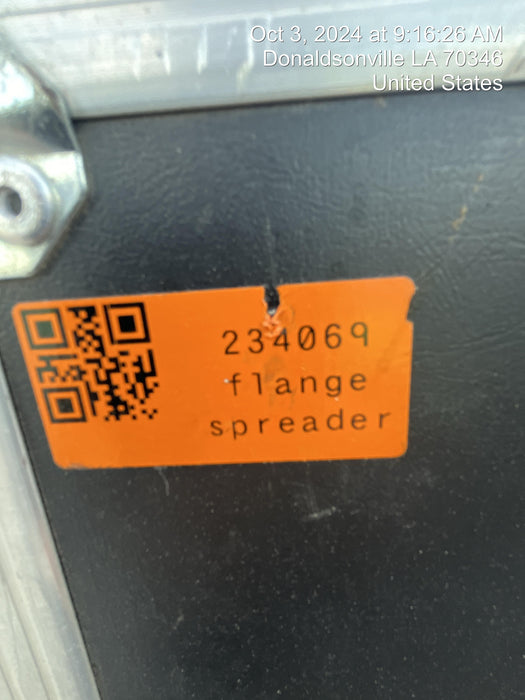 Oct 3, 2024 at 9:16:26 AM
Donaldsonville LA 70346
United States
234069
flange
spreader